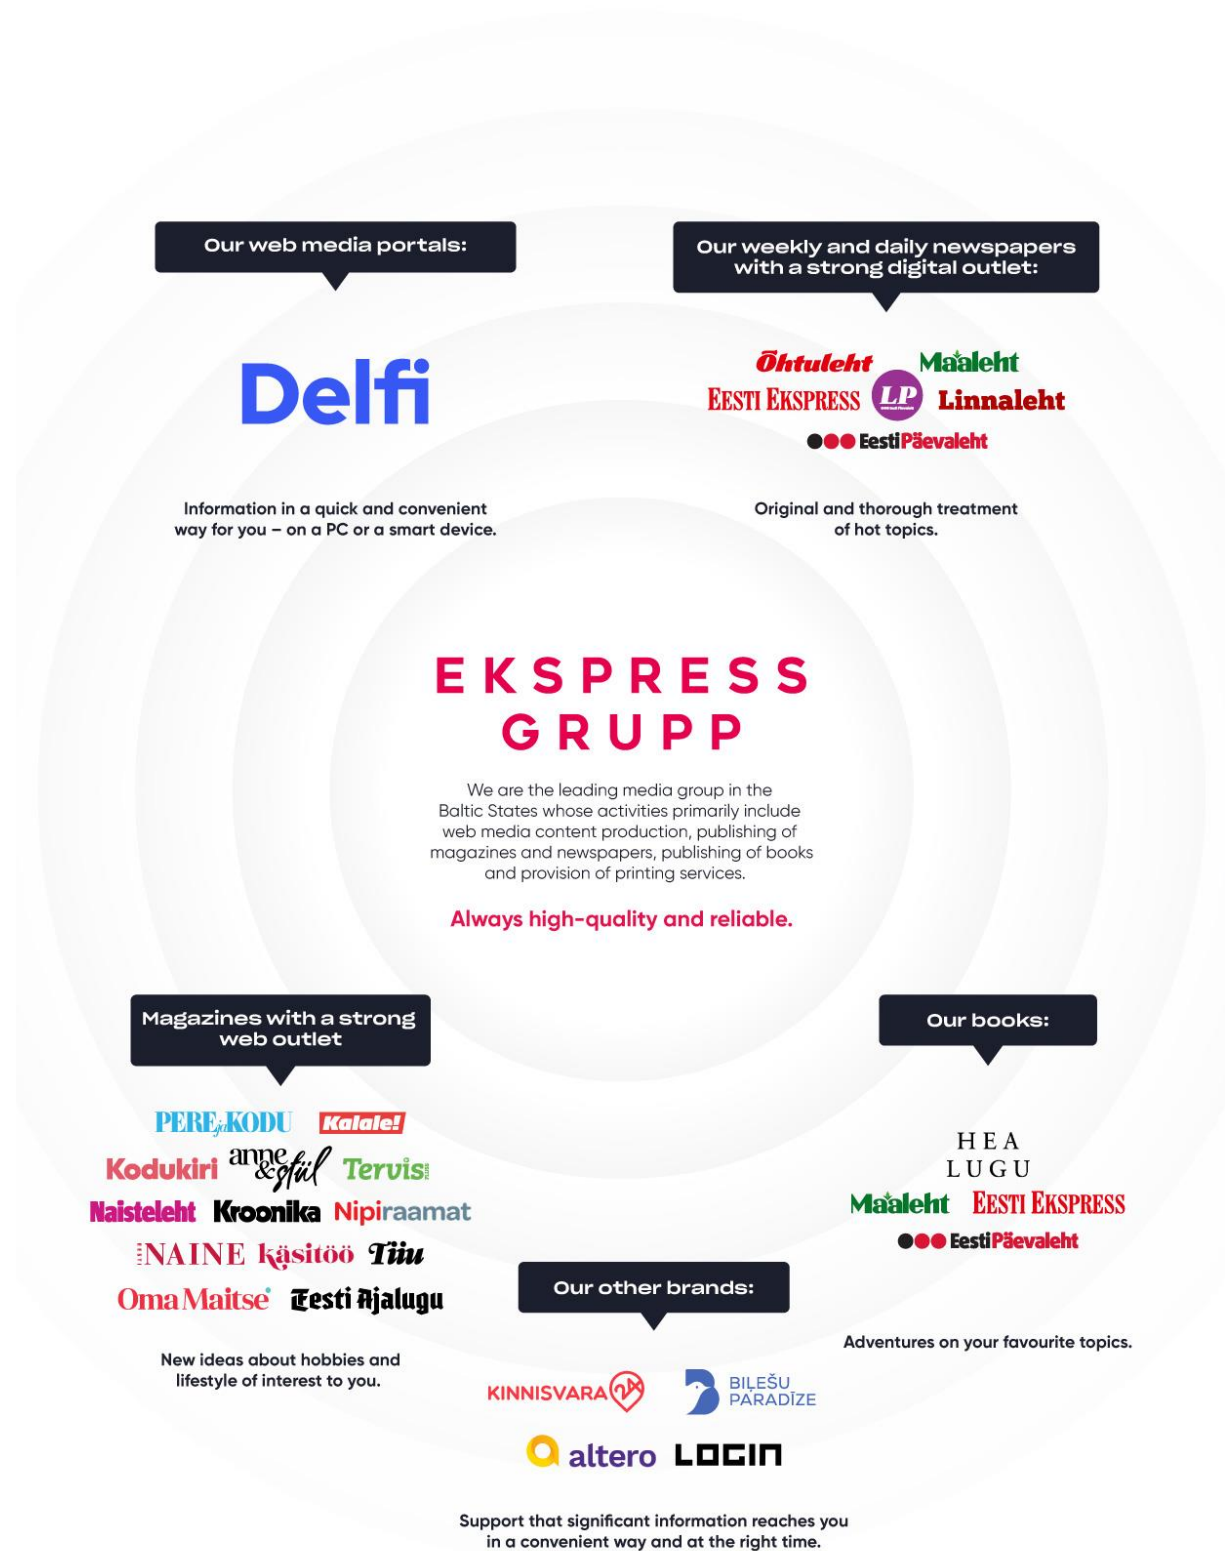 Our web media portals:
Delfi
Information in a quick and convenient
way for you – on a PC or a smart device.
Our weekly and daily newspapers
with a strong digital outlet:
Õhtuleht Maaleht
EESTI EKSPRESS LP Linnaleht
Eesti Päevaleht
Original and thorough treatment
of hot topics.
EKSPRESS
GRUPP
We are the leading media group in the
Baltic States whose activities primarily include
web media content production, publishing of
magazines and newspapers, publishing of books
and provision of printing services.
Always high-quality and reliable.
Magazines with a strong
web outlet
PERE ja KODU Kalale!
Kodukiri anne & stiil Tervis
Naisteleht Kroonika Nipiraamat
NAINE käsitöö Tiiu
Oma Maitse Eesti Ajalugu
New ideas about hobbies and
lifestyle of interest to you.
Our books:
HEA
LUGU
Maaleht EESTI EKSPRESS
Eesti Päevaleht
Adventures on your favourite topics.
Our other brands:
KINNISVARA24 BIĻEŠU
PARADĪZE
altero LOGIN
Support that significant information reaches you
in a convenient way and at the right time.